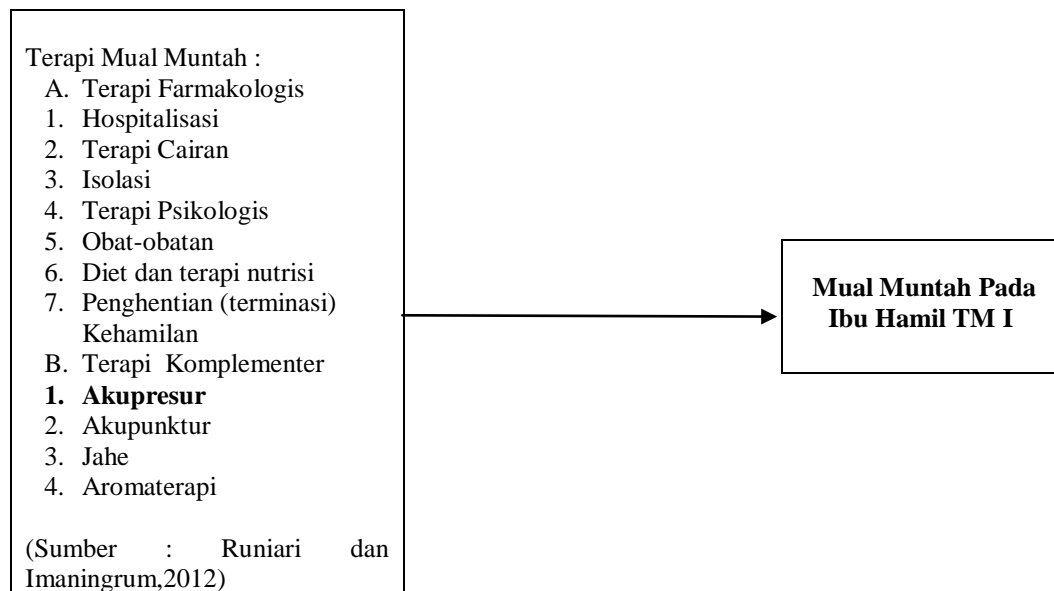 Terapi Mual Muntah :
A. Terapi Farmakologis
1. Hospitalisasi
2. Terapi Cairan
3. Isolasi
4. Terapi Psikologis
5. Obat-obatan
6. Diet dan terapi nutrisi
7. Penghentian (terminasi)
Kehamilan
B. Terapi Komplementer
1. Akupresur
2. Akupunktur
3. Jahe
4. Aromaterapi
(Sumber : Runiari dan
Imaningrum,2012)
Mual Muntah Pada
Ibu Hamil TM I